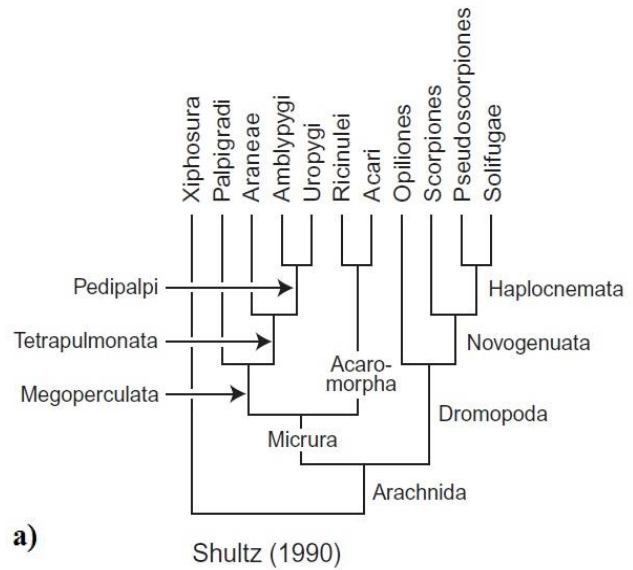 Xiphosura
Palpigradi
Araneae
Amblypygi
Uropygi
Ricinulei
Acari
Opiliones
Scorpiones
Pseudoscorpiones
Solifugae
Pedipalpi
Haplocnemata
Tetrapulmonata
Novogenuata
Acaro-
morpha
Megoperculata
Dromopoda
Micrura
Arachnida
a)
Shultz (1990)